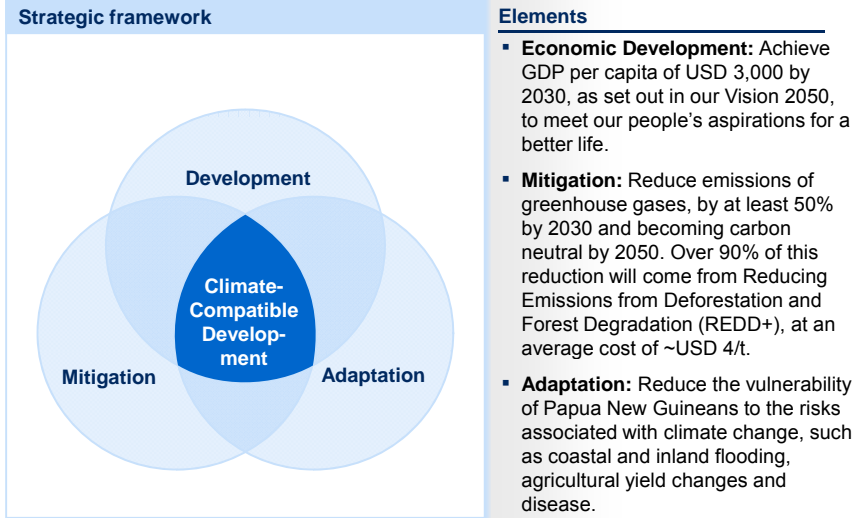 Strategic framework
Development
Climate-
Compatible
Develop-
ment
Mitigation
Adaptation
Elements
▪ Economic Development: Achieve
GDP per capita of USD 3,000 by
2030, as set out in our Vision 2050,
to meet our people’s aspirations for a
better life.
▪ Mitigation: Reduce emissions of
greenhouse gases, by at least 50%
by 2030 and becoming carbon
neutral by 2050. Over 90% of this
reduction will come from Reducing
Emissions from Deforestation and
Forest Degradation (REDD+), at an
average cost of ~USD 4/t.
▪ Adaptation: Reduce the vulnerability
of Papua New Guineans to the risks
associated with climate change, such
as coastal and inland flooding,
agricultural yield changes and
disease.